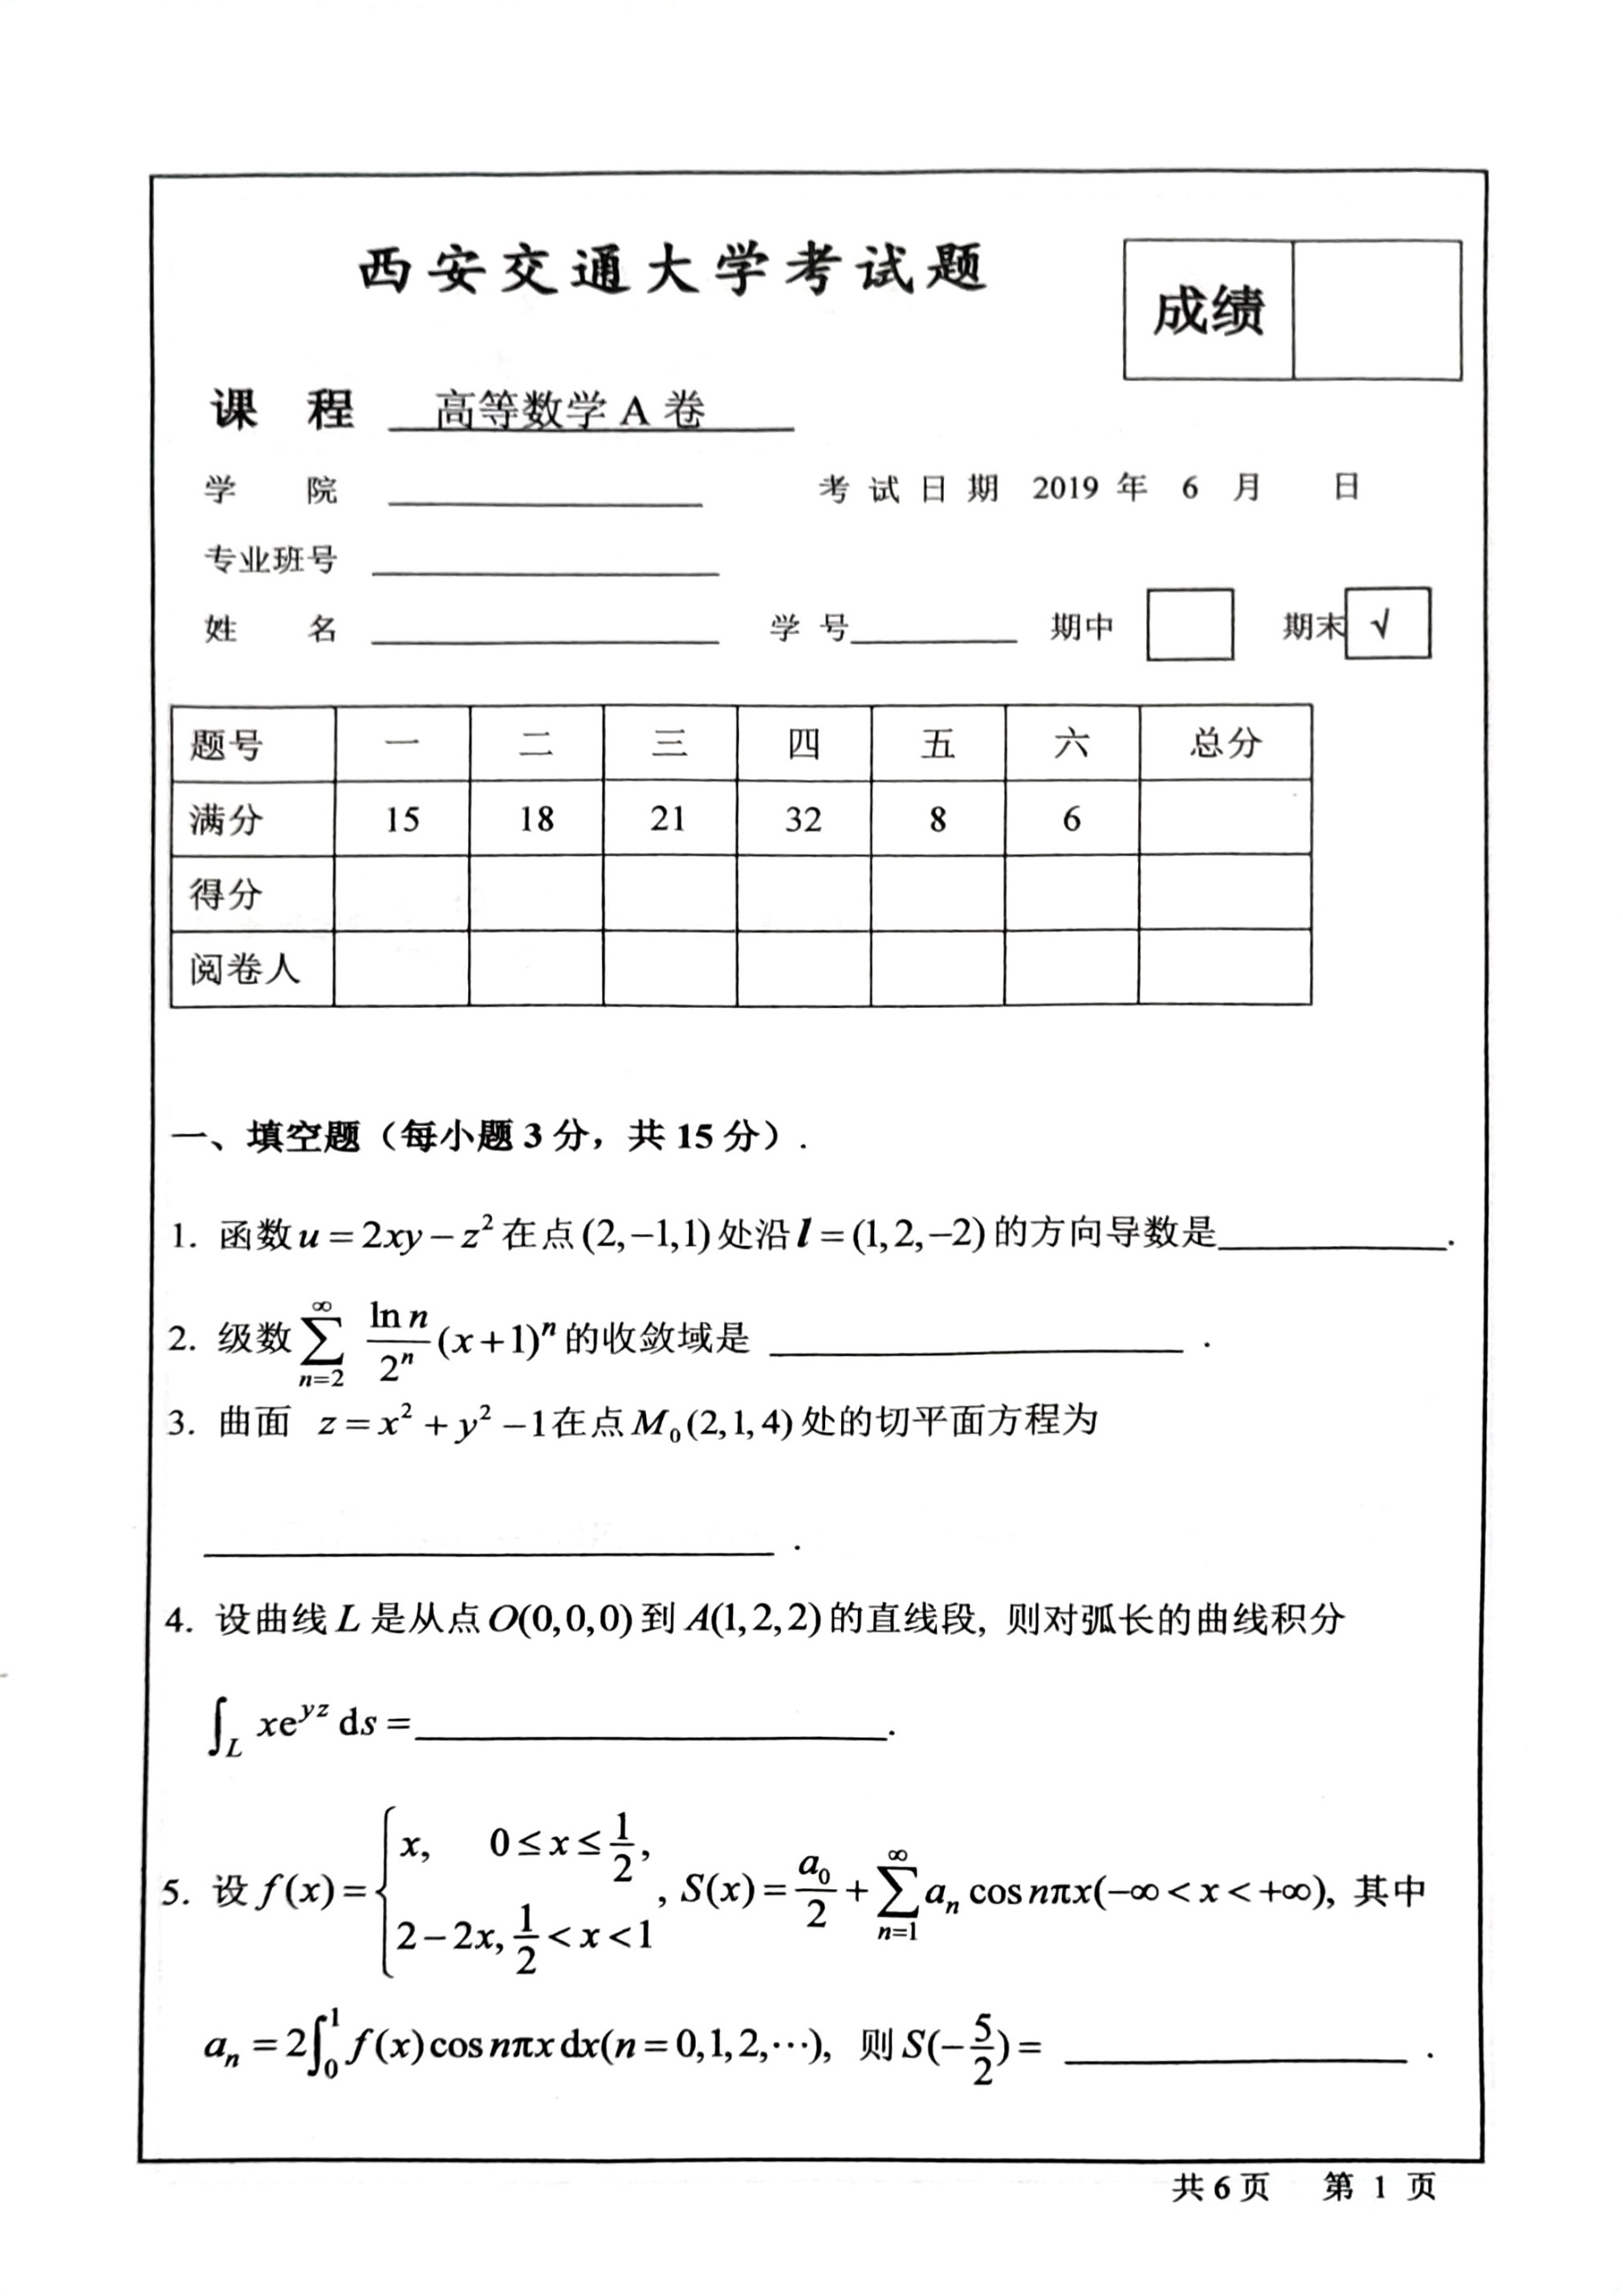 西安交通大学考试题
成绩
课 程 高等数学 A 卷
学 院 考试日期 2019 年 6 月 日
专业班号
姓 名 学 号 期中 期末 √
题号 一 二 三 四 五 六 总分
满分 15 18 21 32 8 6
得分
阅卷人
一、填空题（每小题 3 分，共 15 分）.
1. 函数 u = 2xy − z² 在点 (2,−1,1) 处沿 l = (1,2,−2) 的方向导数是____________.
2. 级数 ∑_{n=2}^{∞} (ln n)/(2ⁿ) (x+1)ⁿ 的收敛域是 ____________ .
3. 曲面 z = x² + y² −1 在点 M₀(2,1,4) 处的切平面方程为
____________ .
4. 设曲线 L 是从点 O(0,0,0) 到 A(1,2,2) 的直线段, 则对弧长的曲线积分
∫_L xe^{yz} ds = ____________.
5. 设 f(x) = { x, 0 ≤ x ≤ 1/2, 2−2x, 1/2 < x < 1 , S(x) = a₀/2 + ∑_{n=1}^{∞} aₙ cos nπx(−∞ < x < +∞), 其中
aₙ = 2∫₀¹ f(x)cos nπx dx(n = 0,1,2,⋯), 则 S(−5/2) = ____________ .
共 6 页 第 1 页